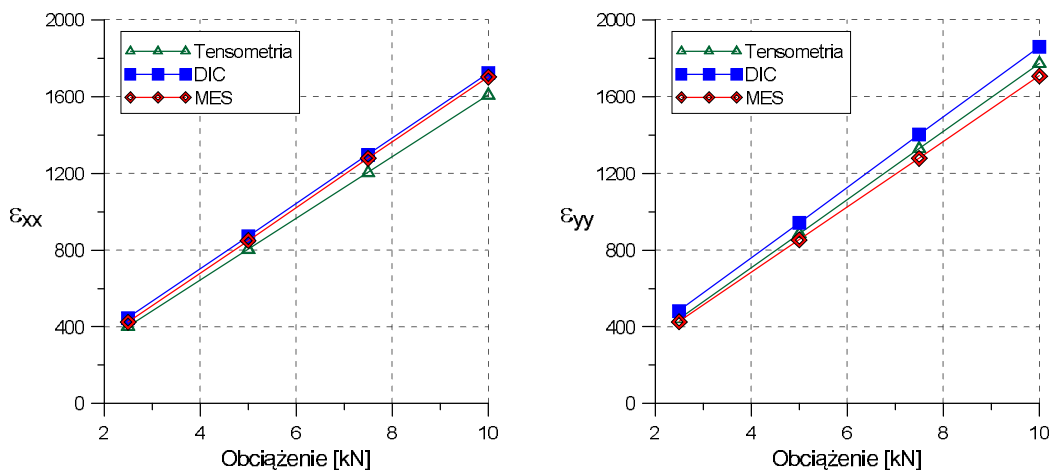 2000
1600
1200
800
400
0
εxx
Tensometria
DIC
MES
2
4
6
8
10
Obciążenie [kN]
2000
1600
1200
800
400
0
εyy
Tensometria
DIC
MES
2
4
6
8
10
Obciążenie [kN]